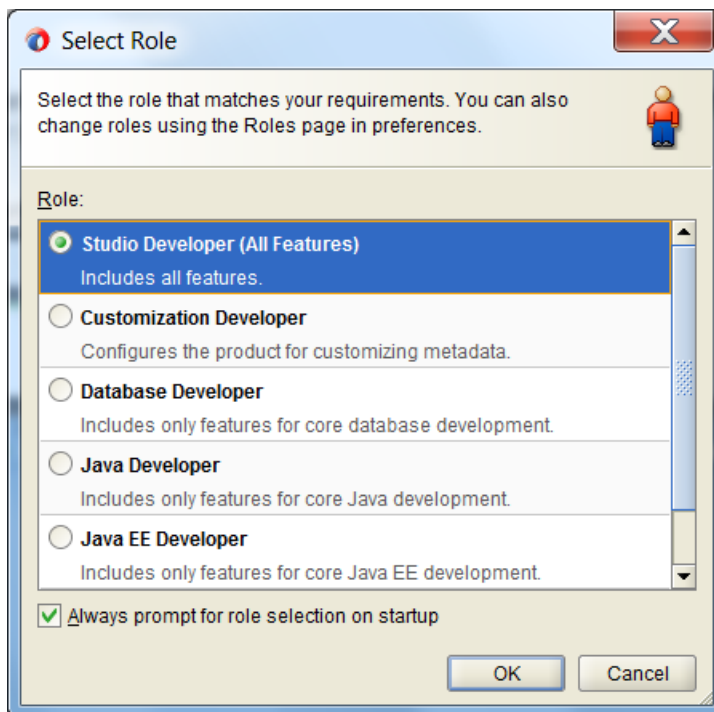 Select Role
Select the role that matches your requirements. You can also
change roles using the Roles page in preferences.
Role:
Studio Developer (All Features)
Includes all features.
Customization Developer
Configures the product for customizing metadata.
Database Developer
Includes only features for core database development.
Java Developer
Includes only features for core Java development.
Java EE Developer
Includes only features for core Java EE development.
Always prompt for role selection on startup
OK Cancel